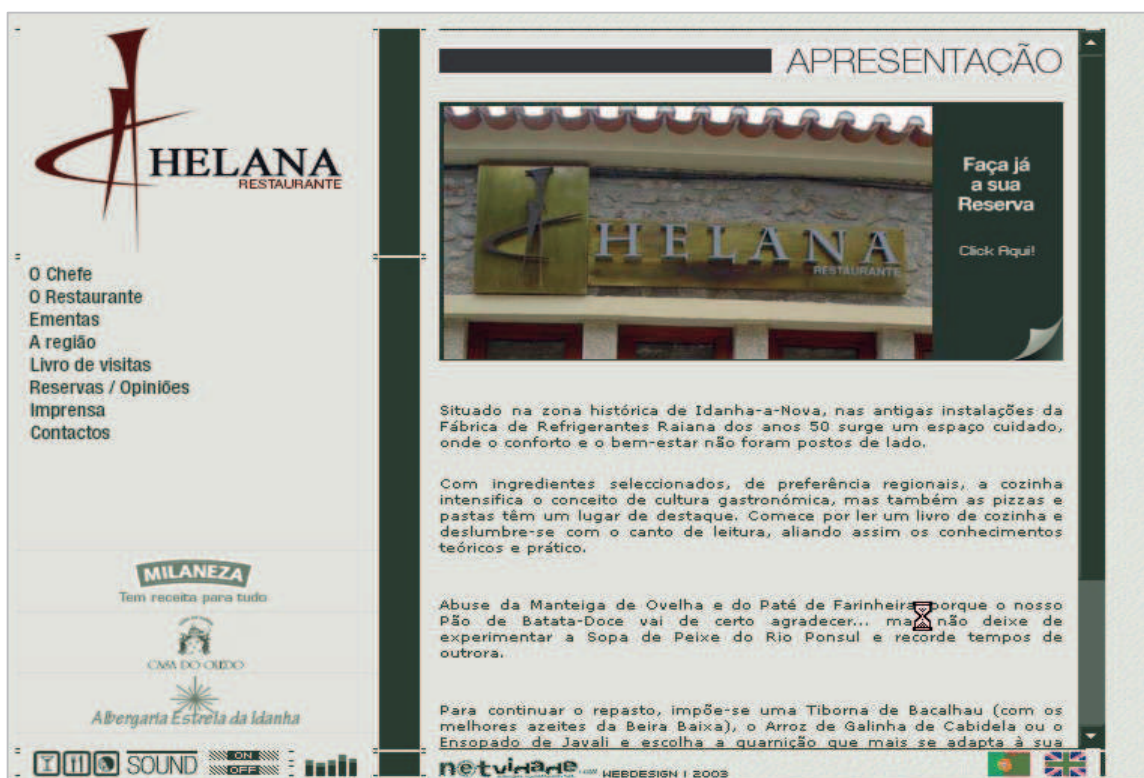 HELANA
RESTAURANTE
O Chefe
O Restaurante
Ementas
A região
Livro de visitas
Reservas / Opiniões
Imprensa
Contactos
MILANEZA
Tem receita para tudo
CASA DO OLEDO
Albergaria Estrela da Idanha
SOUND
ON
OFF
APRESENTAÇÃO
HELANA
RESTAURANTE
Faça já
a sua
Reserva
Click Aqui!
Situado na zona histórica de Idanha-a-Nova, nas antigas instalações da
Fábrica de Refrigerantes Raiana dos anos 50 surge um espaço cuidado,
onde o conforto e o bem-estar não foram postos de lado.
Com ingredientes seleccionados, de preferência regionais, a cozinha
intensifica o conceito de cultura gastronómica, mas também as pizzas e
pastas têm um lugar de destaque. Comece por ler um livro de cozinha e
deslumbre-se com o canto de leitura, aliando assim os conhecimentos
teóricos e prático.
Abuse da Manteiga de Ovelha e do Paté de Farinheira porque o nosso
Pão de Batata-Doce vai de certo agradecer... mas não deixe de
experimentar a Sopa de Peixe do Rio Ponsul e recorde tempos de
outrora.
Para continuar o repasto, impõe-se uma Tiborna de Bacalhau (com os
melhores azeites da Beira Baixa), o Arroz de Galinha de Cabidela ou o
Ensopado de Javali e escolha a guarnição que mais se adapta à sua
netvidade.com WEBDESIGN | 2003